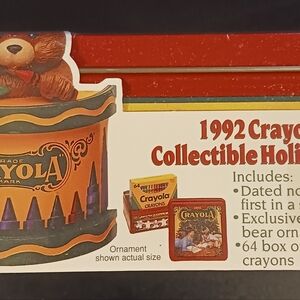 1992 Crayo
Collectible Holi
Includes:
• Dated no
first in a
• Exclusive
bear orn
• 64 box o
crayons
TRADE
CRAYOLA
MARK
64
Crayola
CRAYONS
CRAYOLA
Ornament
shown actual size